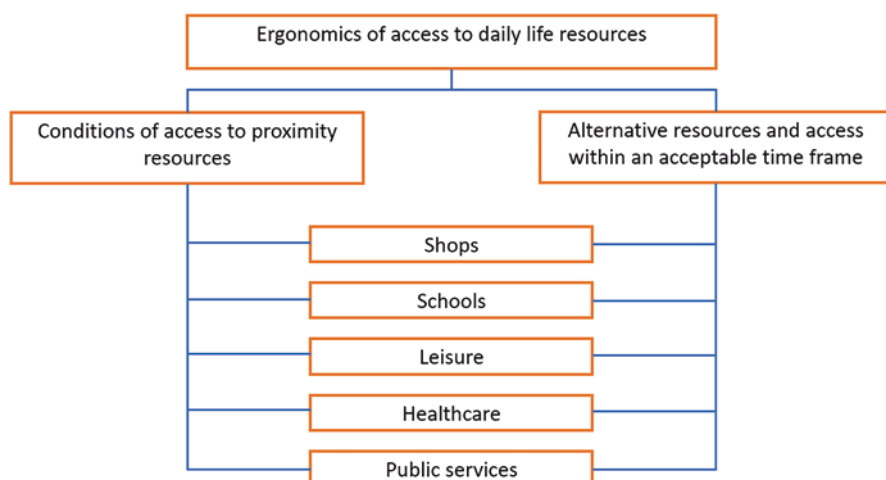 Ergonomics of access to daily life resources
Conditions of access to proximity
resources
Alternative resources and access
within an acceptable time frame
Shops
Schools
Leisure
Healthcare
Public services